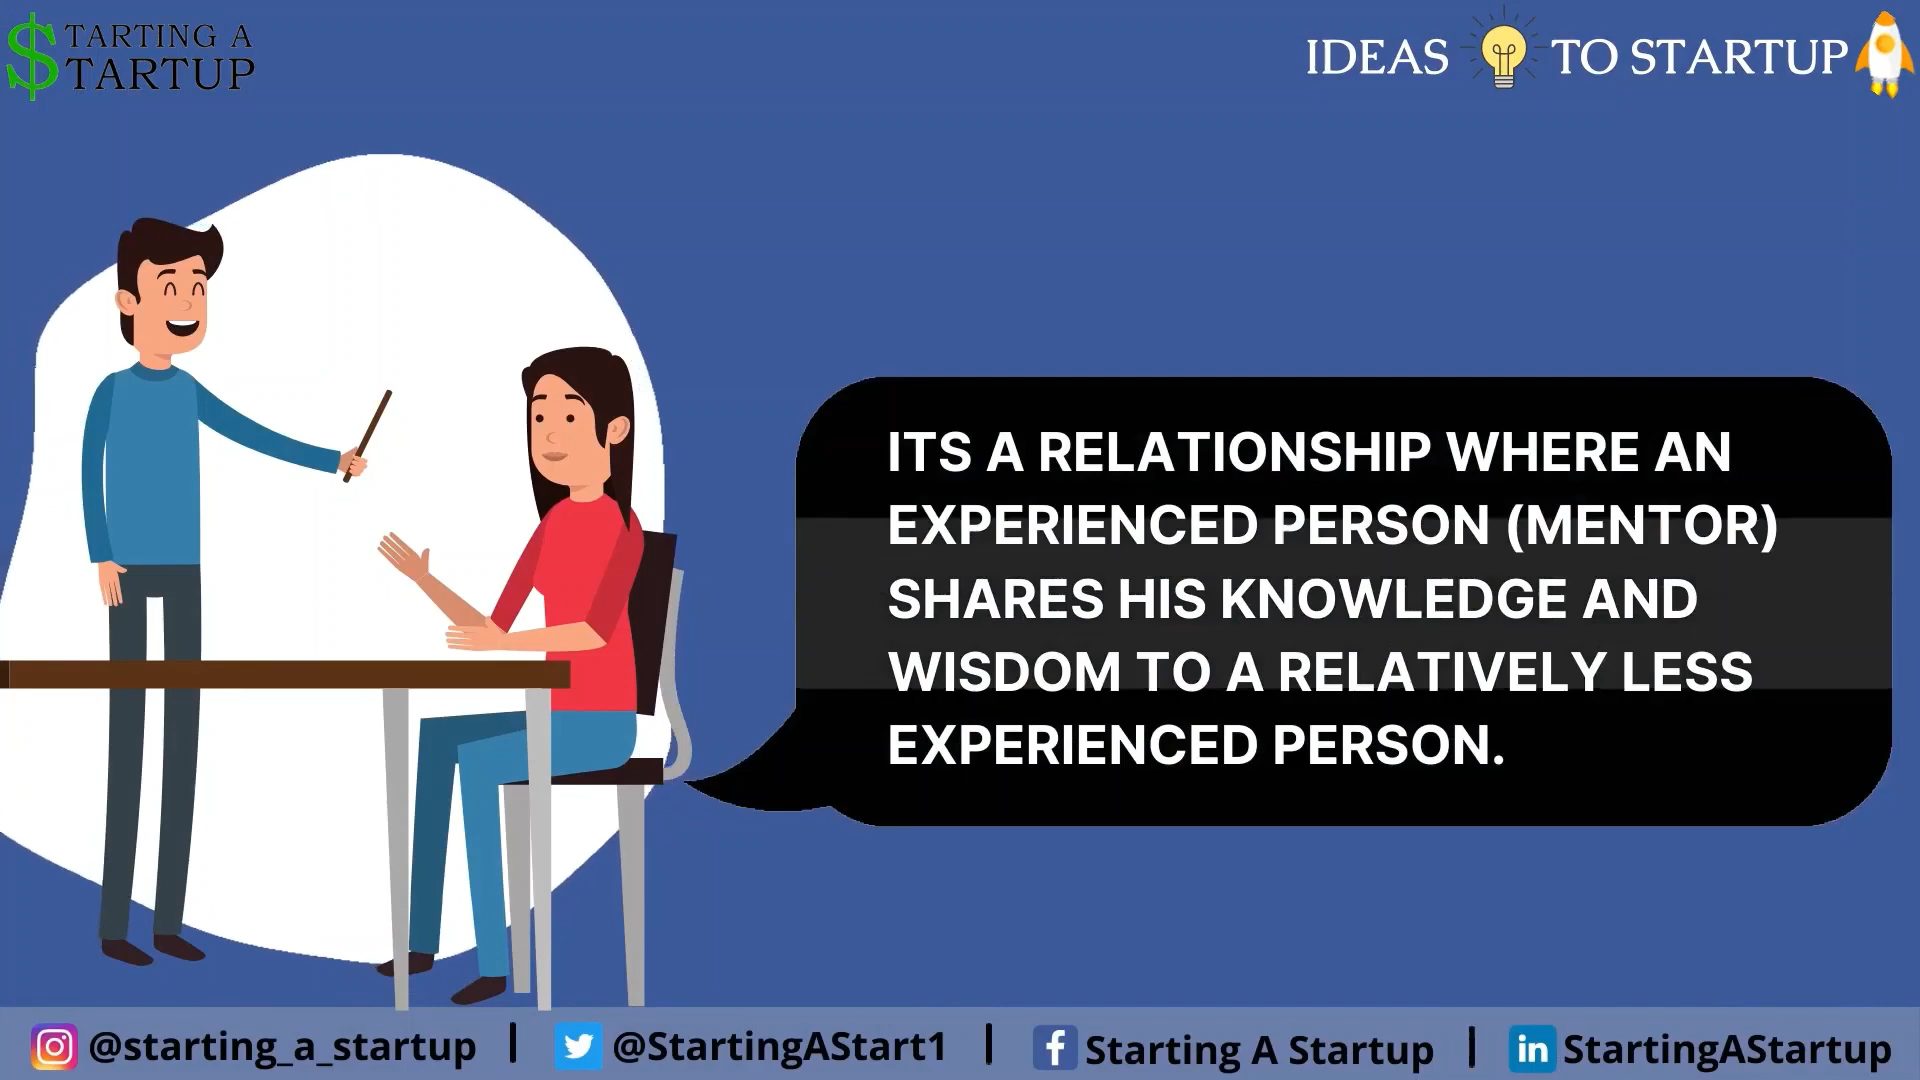 $TARTING A
$TARTUP
IDEAS TO STARTUP
ITS A RELATIONSHIP WHERE AN
EXPERIENCED PERSON (MENTOR)
SHARES HIS KNOWLEDGE AND
WISDOM TO A RELATIVELY LESS
EXPERIENCED PERSON.
@starting_a_startup | @StartingAStart1 | Starting A Startup | StartingAStartup